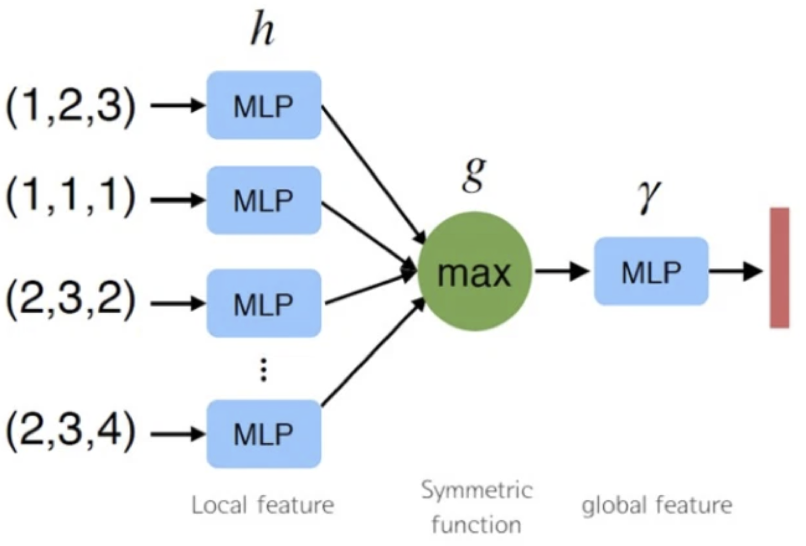 h
(1,2,3)
MLP
(1,1,1)
MLP
g
γ
(2,3,2)
MLP
max
MLP
⋮
(2,3,4)
MLP
Local feature
Symmetric
function
global feature